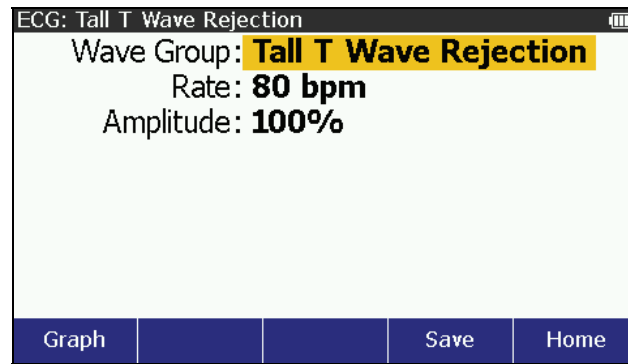 ECG: Tall T Wave Rejection
Wave Group: Tall T Wave Rejection
Rate: 80 bpm
Amplitude: 100%
Graph Save Home